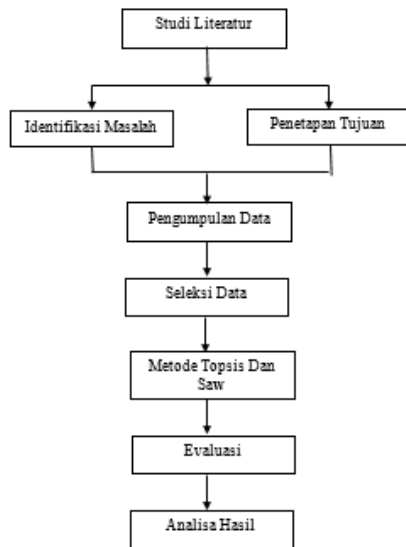 Studi Literatur
Identifikasi Masalah
Penetapan Tujuan
Pengumpulan Data
Seleksi Data
Metode Topsis Dan
Saw
Evaluasi
Analisa Hasil